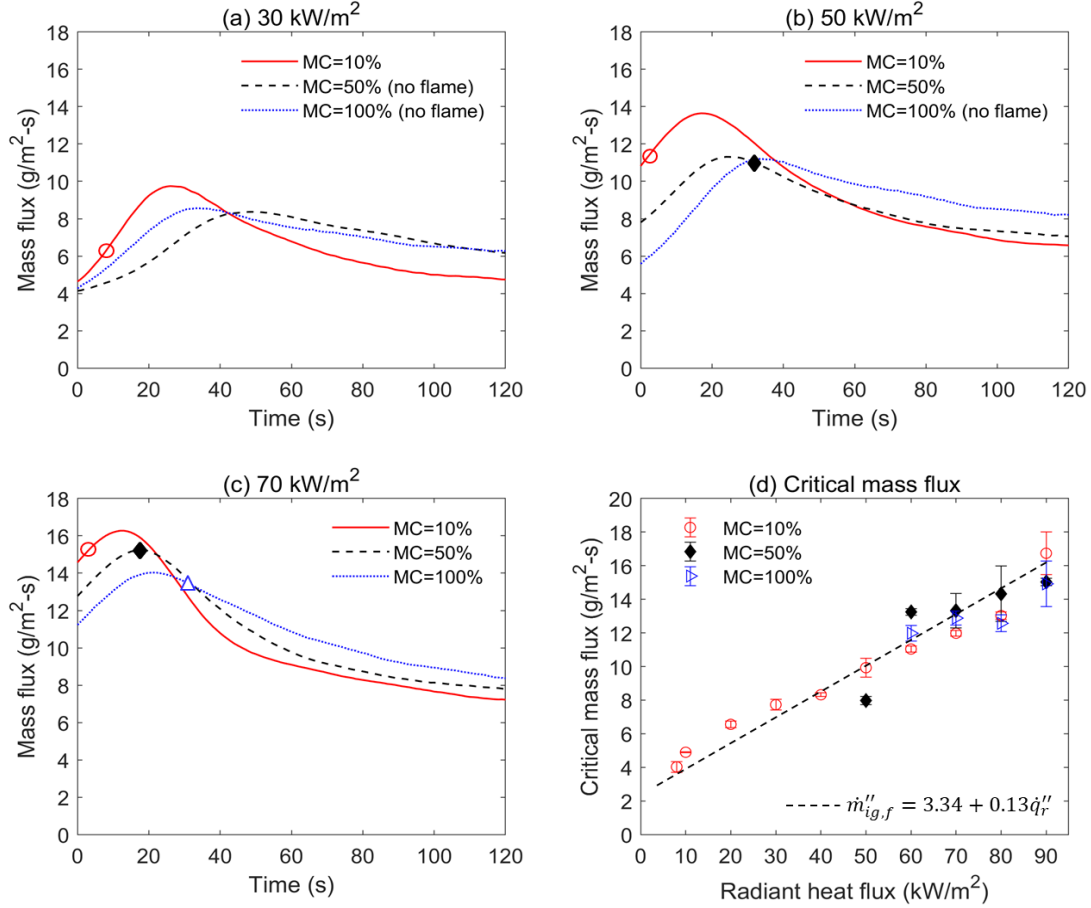 (a) 30 kW/m²
18
16
14
12
10
8
6
4
2
0
Mass flux (g/m²-s)
MC=10%
MC=50% (no flame)
MC=100% (no flame)
0 20 40 60 80 100 120
Time (s)
(b) 50 kW/m²
18
16
14
12
10
8
6
4
2
0
Mass flux (g/m²-s)
MC=10%
MC=50%
MC=100%
0 20 40 60 80 100 120
Time (s)
(c) 70 kW/m²
18
16
14
12
10
8
6
4
2
0
Mass flux (g/m²-s)
MC=10%
MC=50%
MC=100%
0 20 40 60 80 100 120
Time (s)
(d) Critical mass flux
20
18
16
14
12
10
8
6
4
2
0
Critical mass flux (g/m²-s)
MC=10%
MC=50%
MC=100%
ṁ''ig,f = 3.34 + 0.13q̇''r
10 20 30 40 50 60 70 80 90
Radiant heat flux (kW/m²)